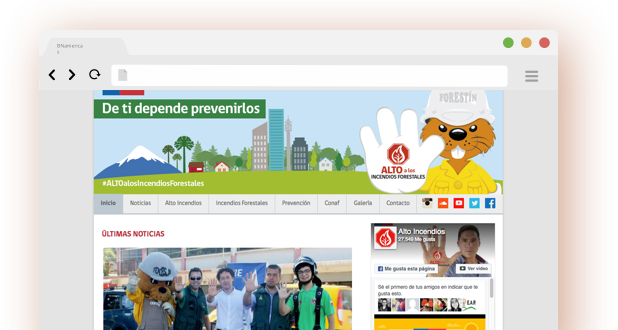 BNamerica
s
FORESTÍN
De ti depende prevenirlos
ALTO a los
INCENDIOS FORESTALES
#ALTOalosIncendiosForestales
Inicio Noticias Alto Incendios Incendios Forestales Prevención Conaf Galería Contacto
ÚLTIMAS NOTICIAS
Alto Incendios
27.549 Me gusta
Me gusta esta página Ver video
Sé el primero de tus amigos en indicar que te
gusta esto.